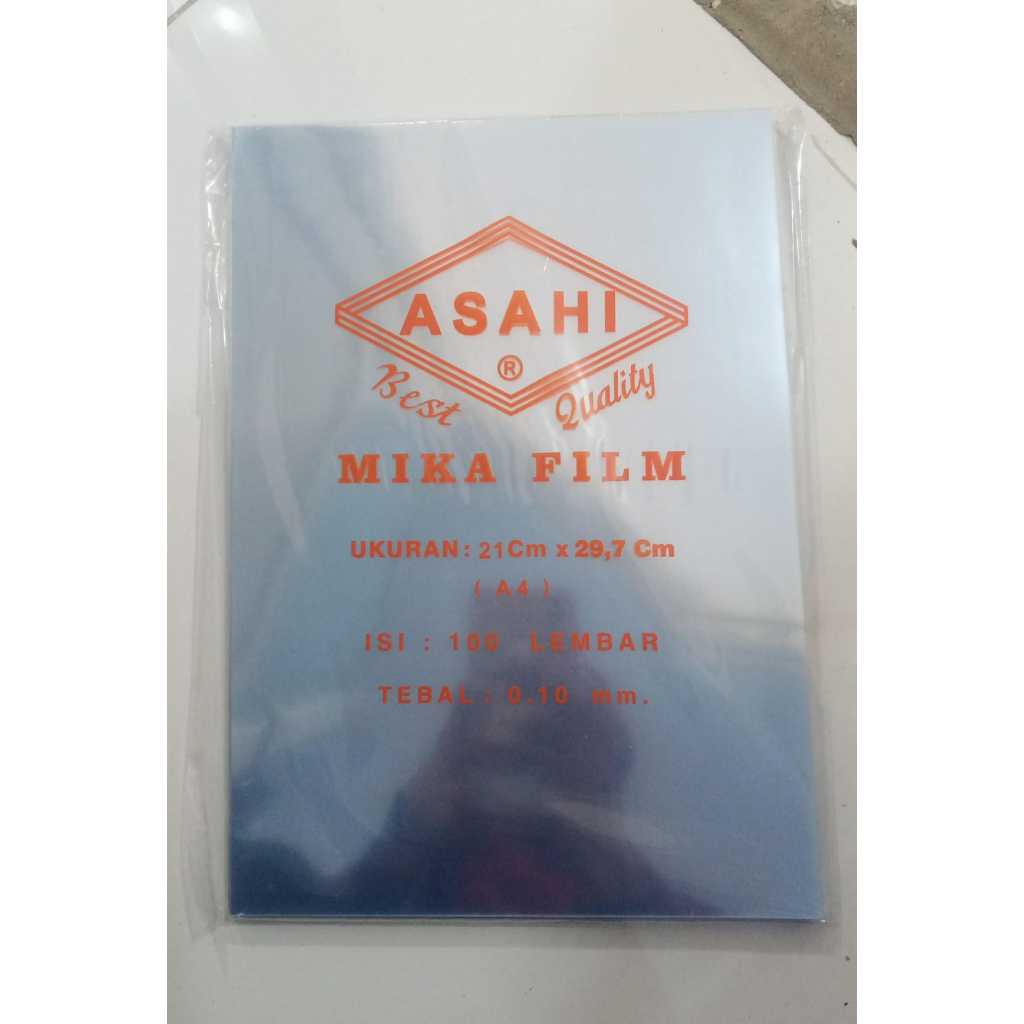 ASAHI
®
Best Quality
MIKA FILM
UKURAN: 21Cm x 29,7 Cm
( A4 )
ISI : 100 LEMBAR
TEBAL : 0.10 mm.